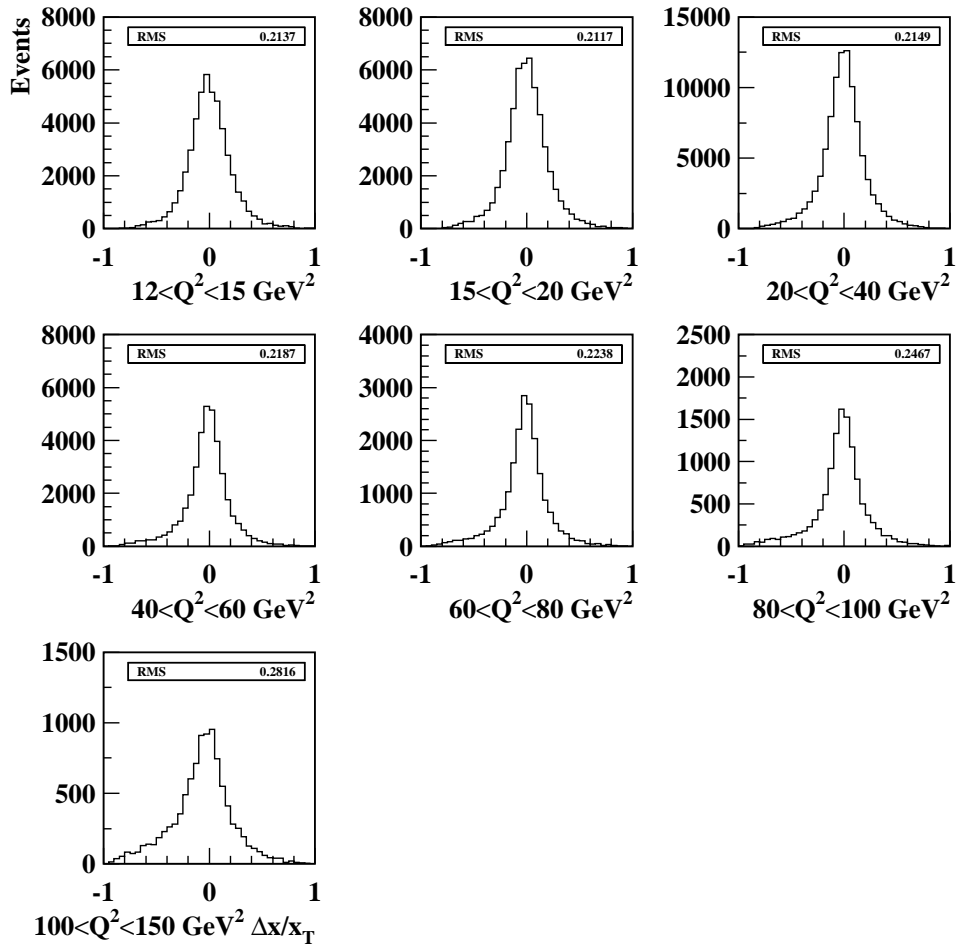 Events
8000
6000
4000
2000
0
RMS 0.2137
-1 0 1
12<Q²<15 GeV²
8000
6000
4000
2000
0
RMS 0.2117
-1 0 1
15<Q²<20 GeV²
15000
10000
5000
0
RMS 0.2149
-1 0 1
20<Q²<40 GeV²
8000
6000
4000
2000
0
RMS 0.2187
-1 0 1
40<Q²<60 GeV²
4000
3000
2000
1000
0
RMS 0.2238
-1 0 1
60<Q²<80 GeV²
2500
2000
1500
1000
500
0
RMS 0.2467
-1 0 1
80<Q²<100 GeV²
1500
1000
500
0
RMS 0.2816
-1 0 1
100<Q²<150 GeV² Δx/x_T